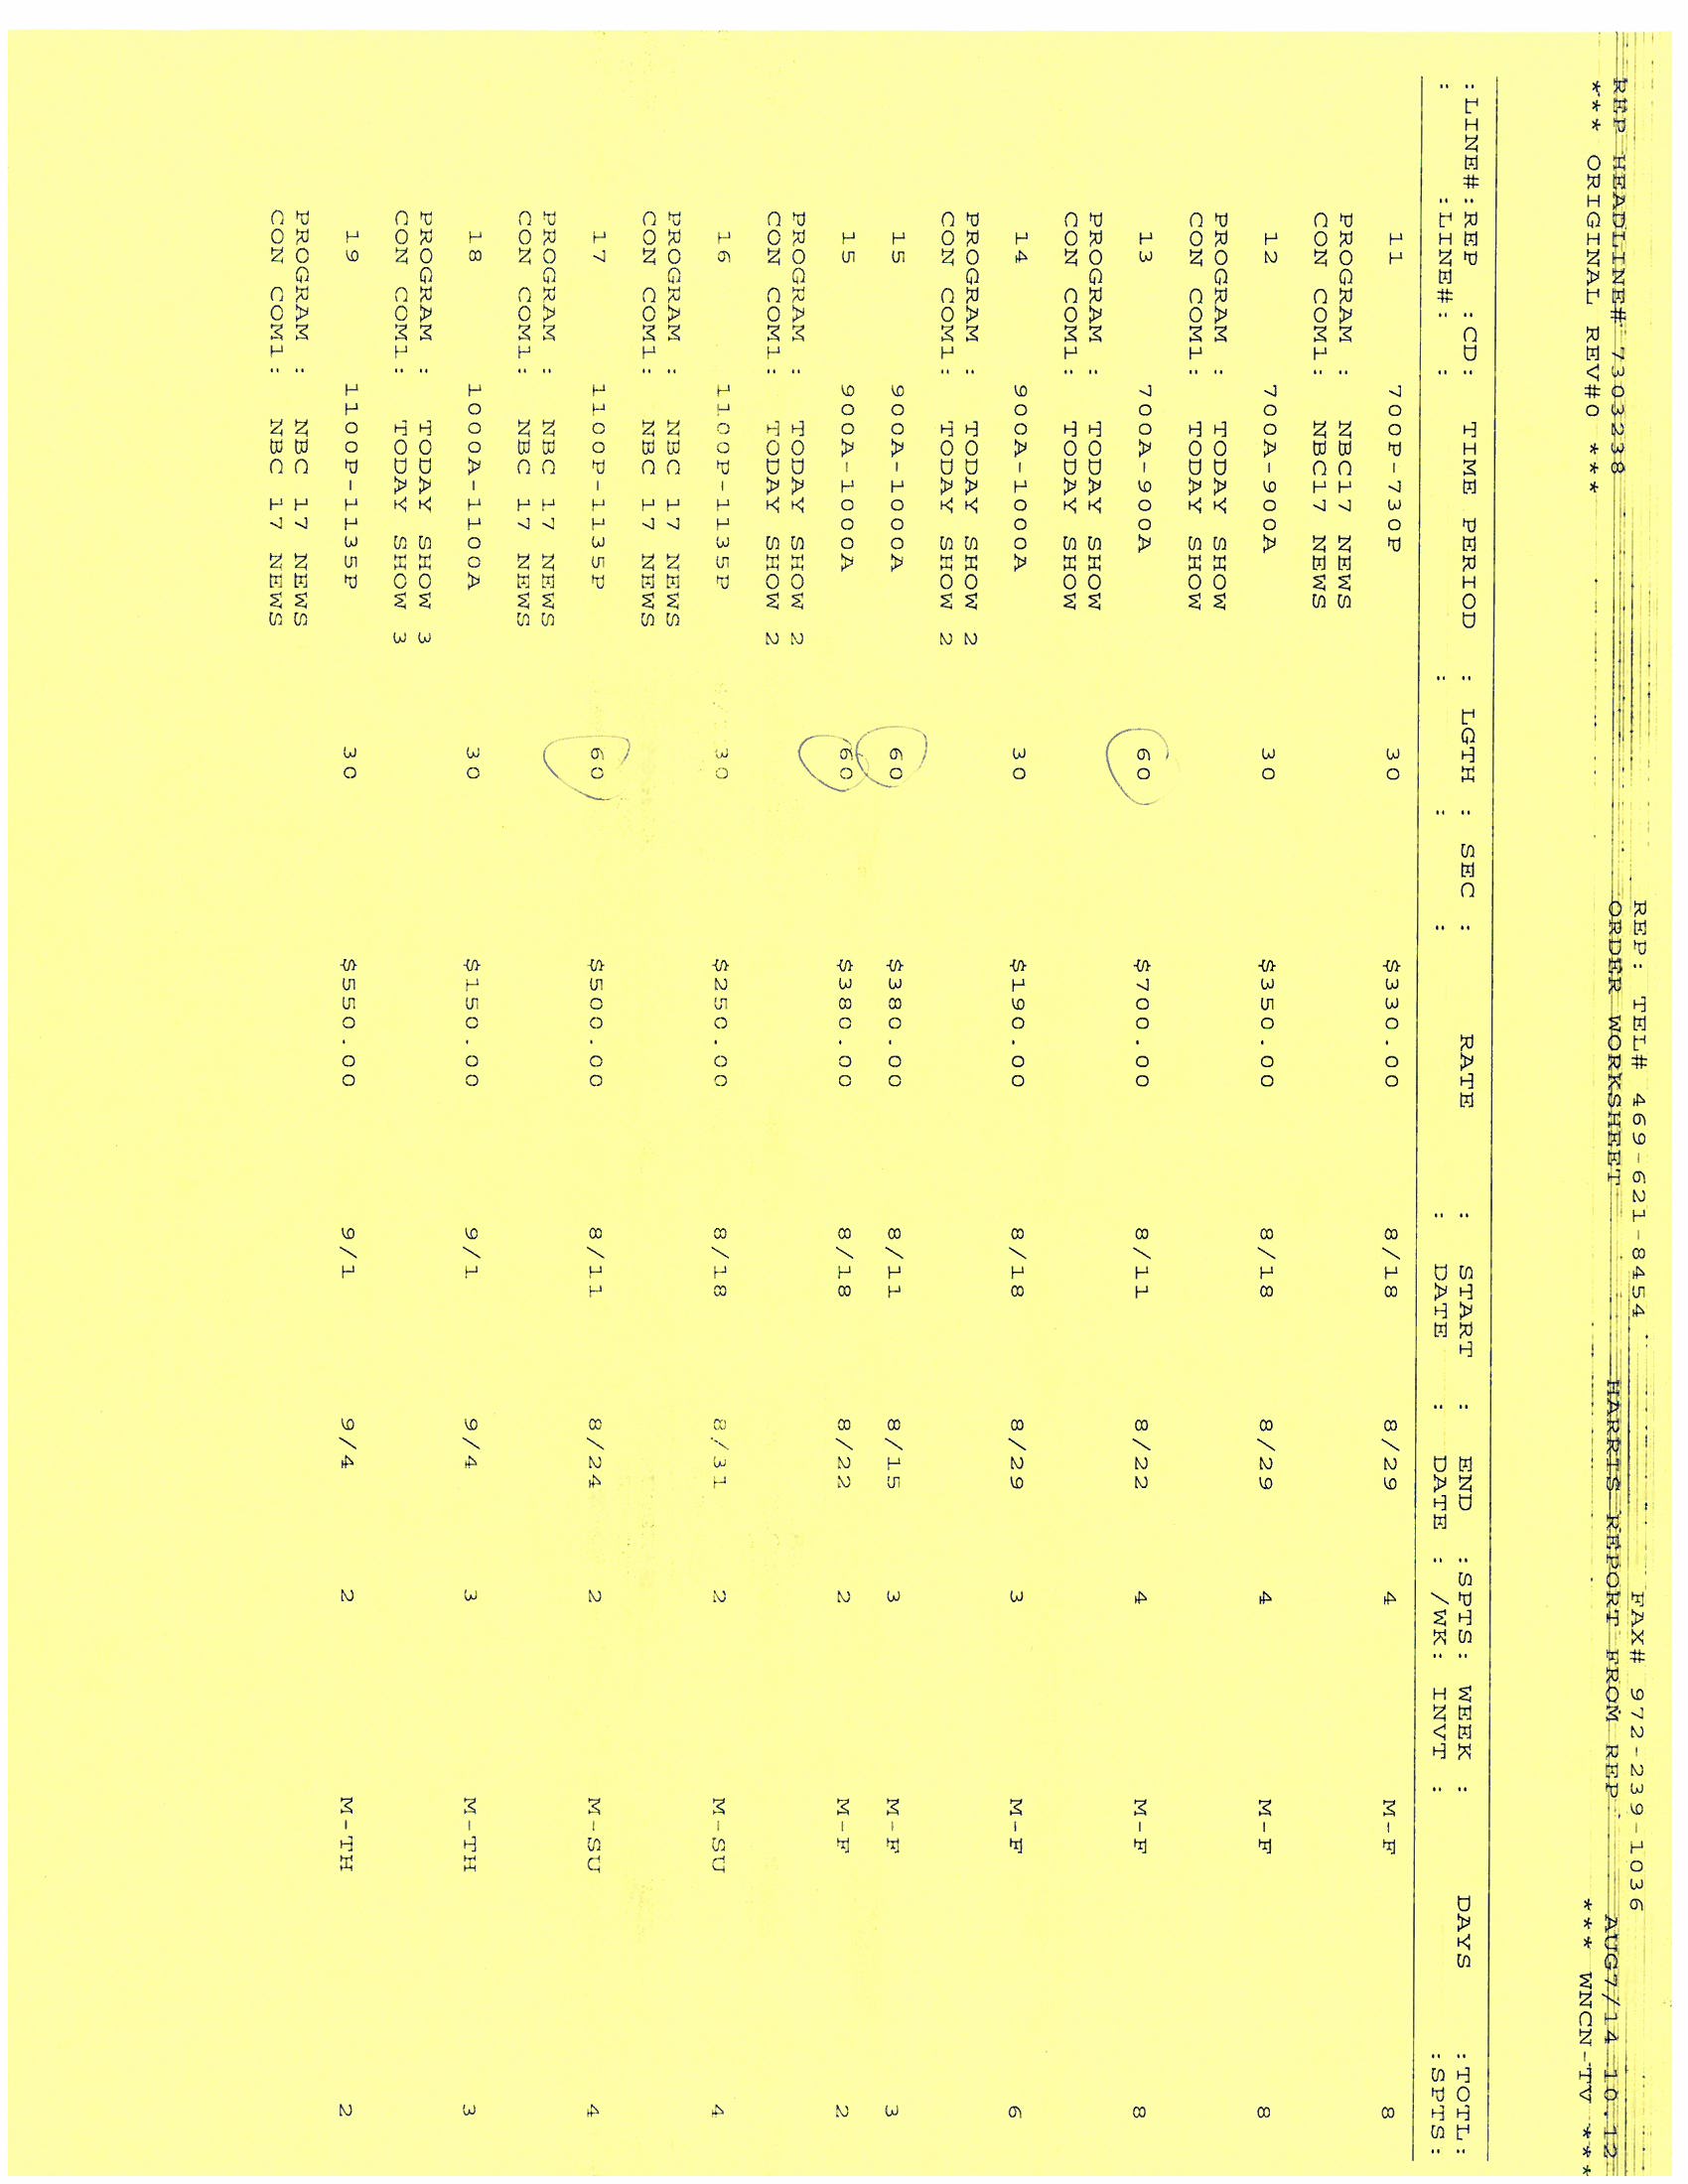 REP: TEL# 469-621-8454 FAX# 972-239-1036
REP HEADLINE# 7303238 ORDER WORKSHEET HARRIS REPORT FROM REP AUG7/14 10.12
*** ORIGINAL REV#0 *** *** WNCN-TV ***
:LINE#:REP :CD: TIME PERIOD : LGTH : SEC : RATE : START : END :SPTS: WEEK : DAYS :TOTL:
: :LINE#: : : : : : DATE : DATE : /WK: INVT : :SPTS:
11 700P-730P 30 $330.00 8/18 8/29 4 M-F 8
PROGRAM : NBC17 NEWS
CON COM1: NBC17 NEWS
12 700A-900A 30 $350.00 8/18 8/29 4 M-F 8
PROGRAM : TODAY SHOW
CON COM1: TODAY SHOW
13 700A-900A 60 $700.00 8/11 8/22 4 M-F 8
PROGRAM : TODAY SHOW
CON COM1: TODAY SHOW
14 900A-1000A 30 $190.00 8/18 8/29 3 M-F 6
PROGRAM : TODAY SHOW 2
CON COM1: TODAY SHOW 2
15 900A-1000A 60 $380.00 8/11 8/15 3 M-F 3
15 900A-1000A 60 $380.00 8/18 8/22 2 M-F 2
PROGRAM : TODAY SHOW 2
CON COM1: TODAY SHOW 2
16 1100P-1135P 30 $250.00 8/18 8/31 2 M-SU 4
PROGRAM : NBC 17 NEWS
CON COM1: NBC 17 NEWS
17 1100P-1135P 60 $500.00 8/11 8/24 2 M-SU 4
PROGRAM : NBC 17 NEWS
CON COM1: NBC 17 NEWS
18 1000A-1100A 30 $150.00 9/1 9/4 3 M-TH 3
PROGRAM : TODAY SHOW 3
CON COM1: TODAY SHOW 3
19 1100P-1135P 30 $550.00 9/1 9/4 2 M-TH 2
PROGRAM : NBC 17 NEWS
CON COM1: NBC 17 NEWS